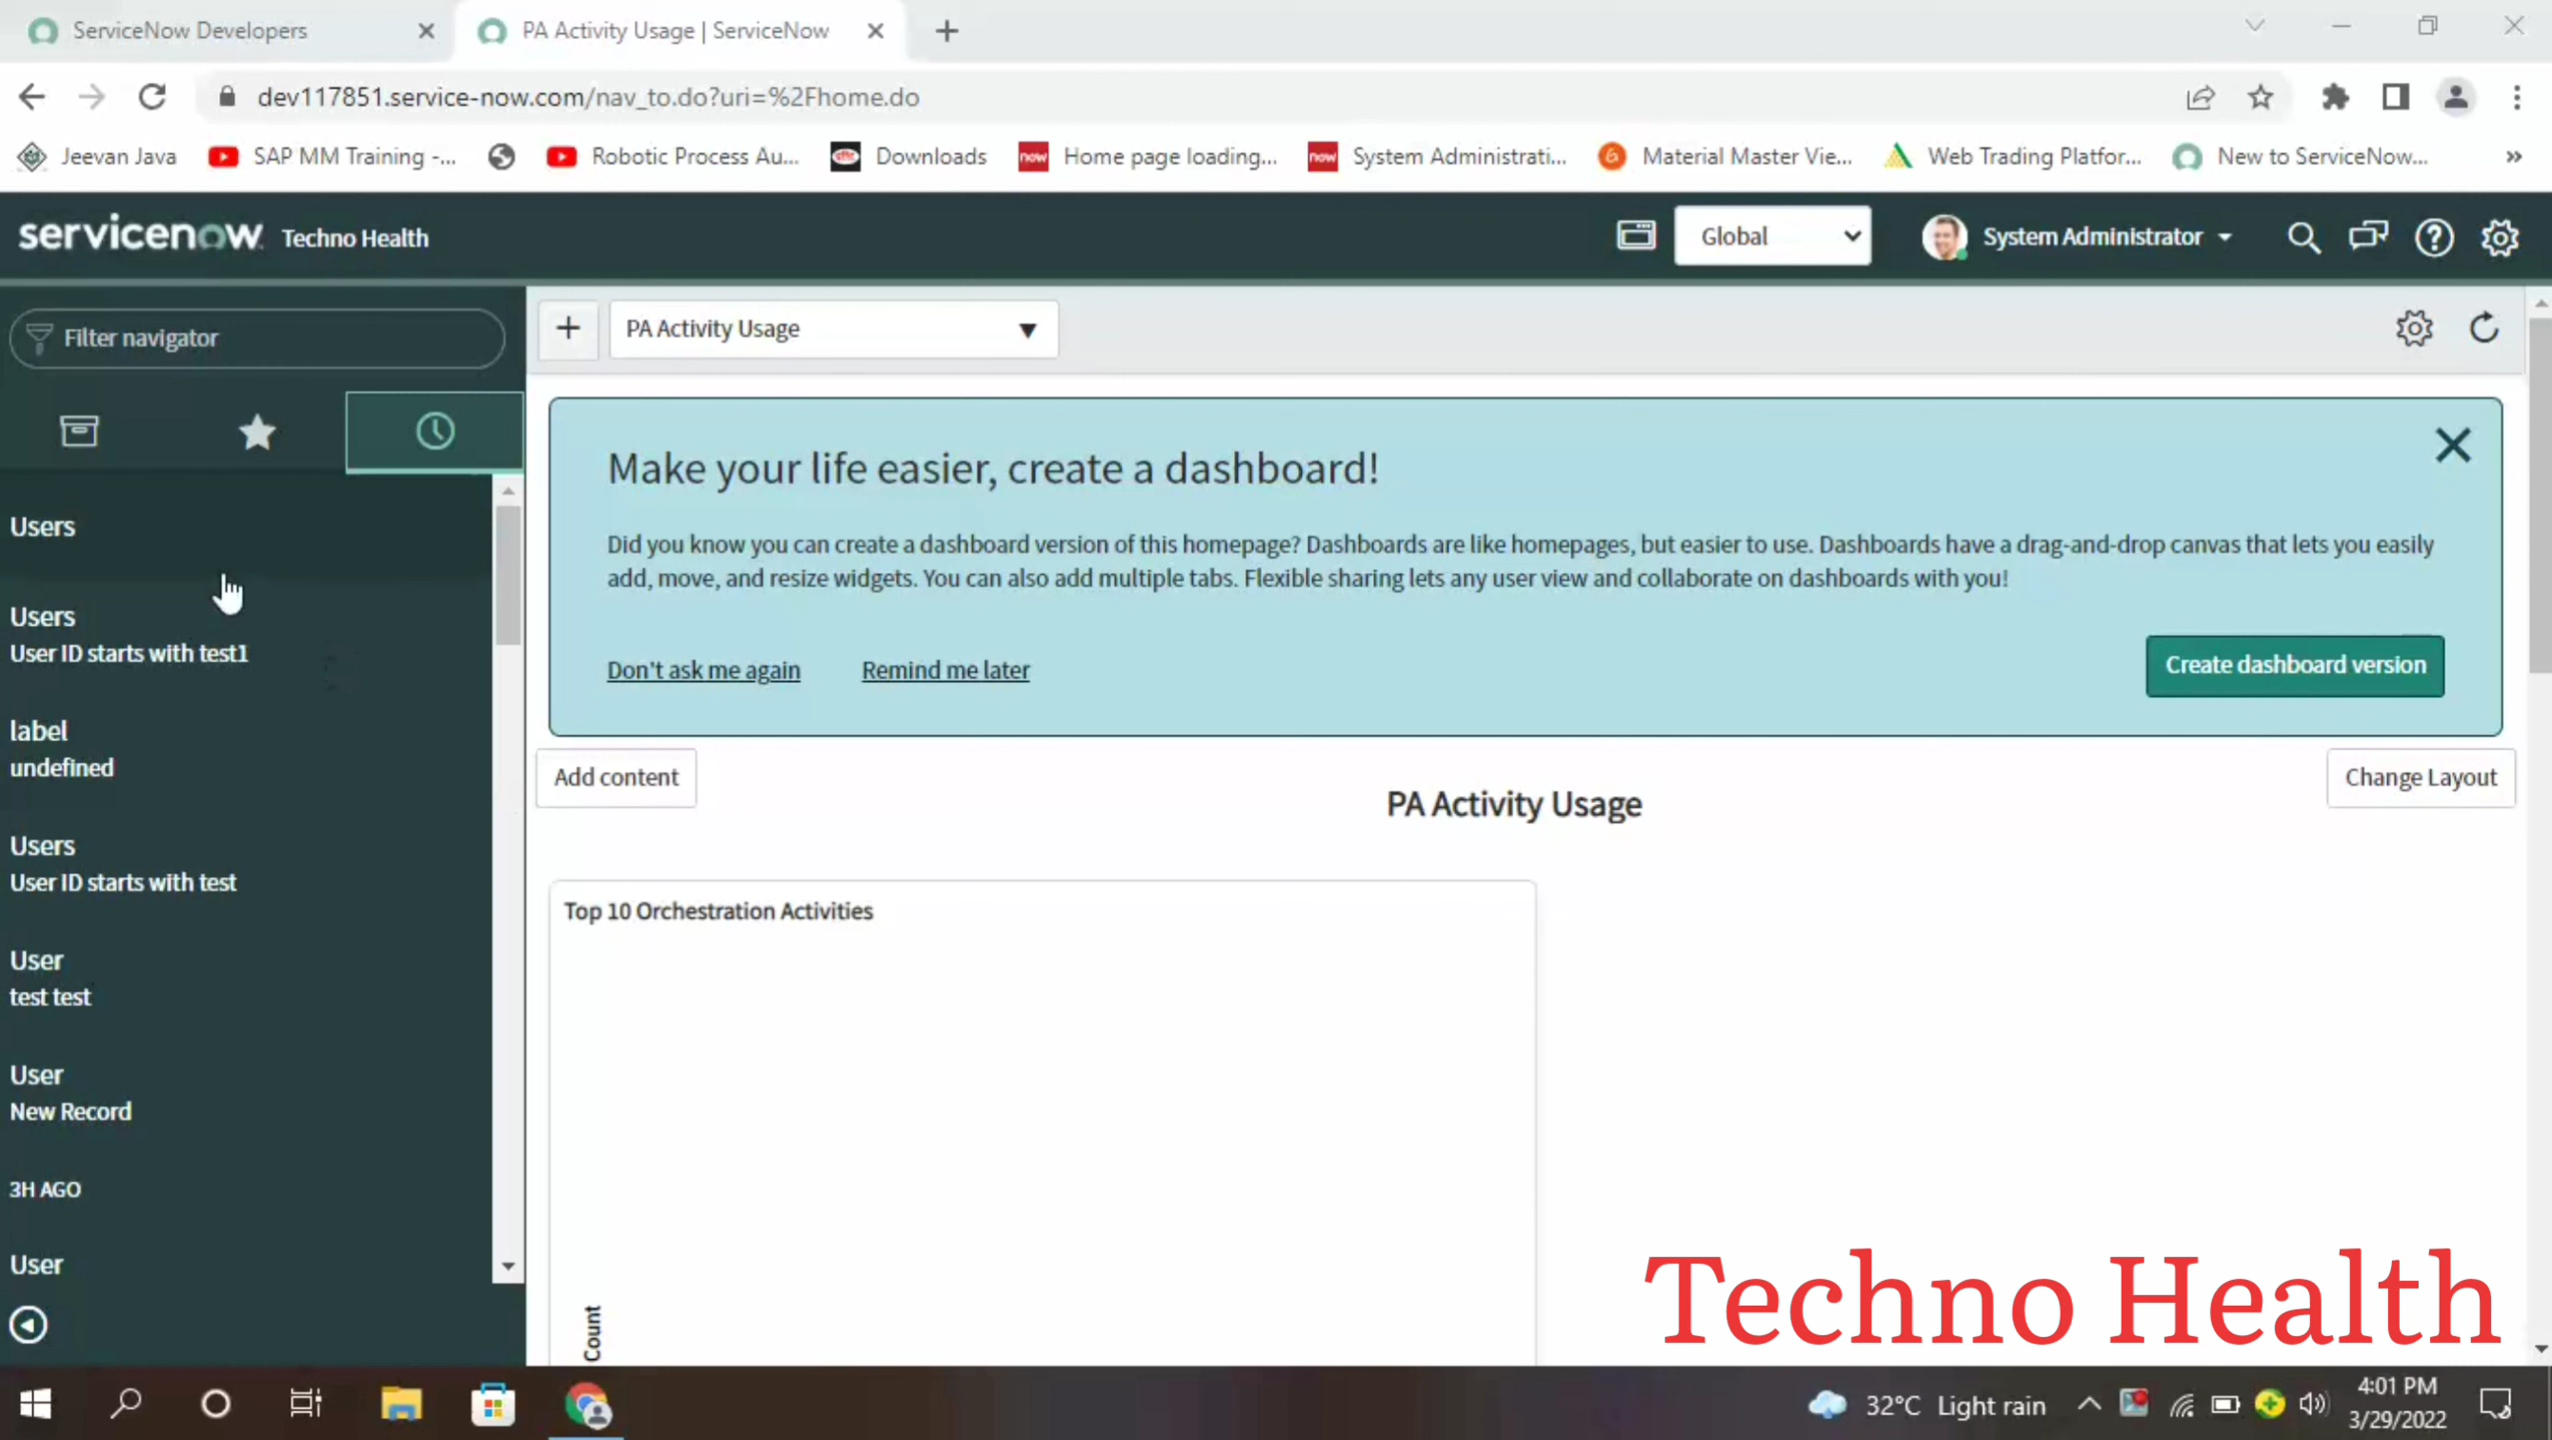 ServiceNow Developers
PA Activity Usage | ServiceNow
dev117851.service-now.com/nav_to.do?uri=%2Fhome.do
Jeevan Java
SAP MM Training -...
Robotic Process Au...
Downloads
now
Home page loading...
now
System Administrati...
Material Master Vie...
Web Trading Platfor...
New to ServiceNow...
servicenow
Techno Health
Global
System Administrator
Filter navigator
PA Activity Usage
Users
Users
User ID starts with test1
label
undefined
Users
User ID starts with test
User
test test
User
New Record
3H AGO
User
Make your life easier, create a dashboard!
Did you know you can create a dashboard version of this homepage? Dashboards are like homepages, but easier to use. Dashboards have a drag-and-drop canvas that lets you easily
add, move, and resize widgets. You can also add multiple tabs. Flexible sharing lets any user view and collaborate on dashboards with you!
Don't ask me again
Remind me later
Create dashboard version
Add content
Change Layout
PA Activity Usage
Top 10 Orchestration Activities
Count
Techno Health
32°C Light rain
4:01 PM
3/29/2022